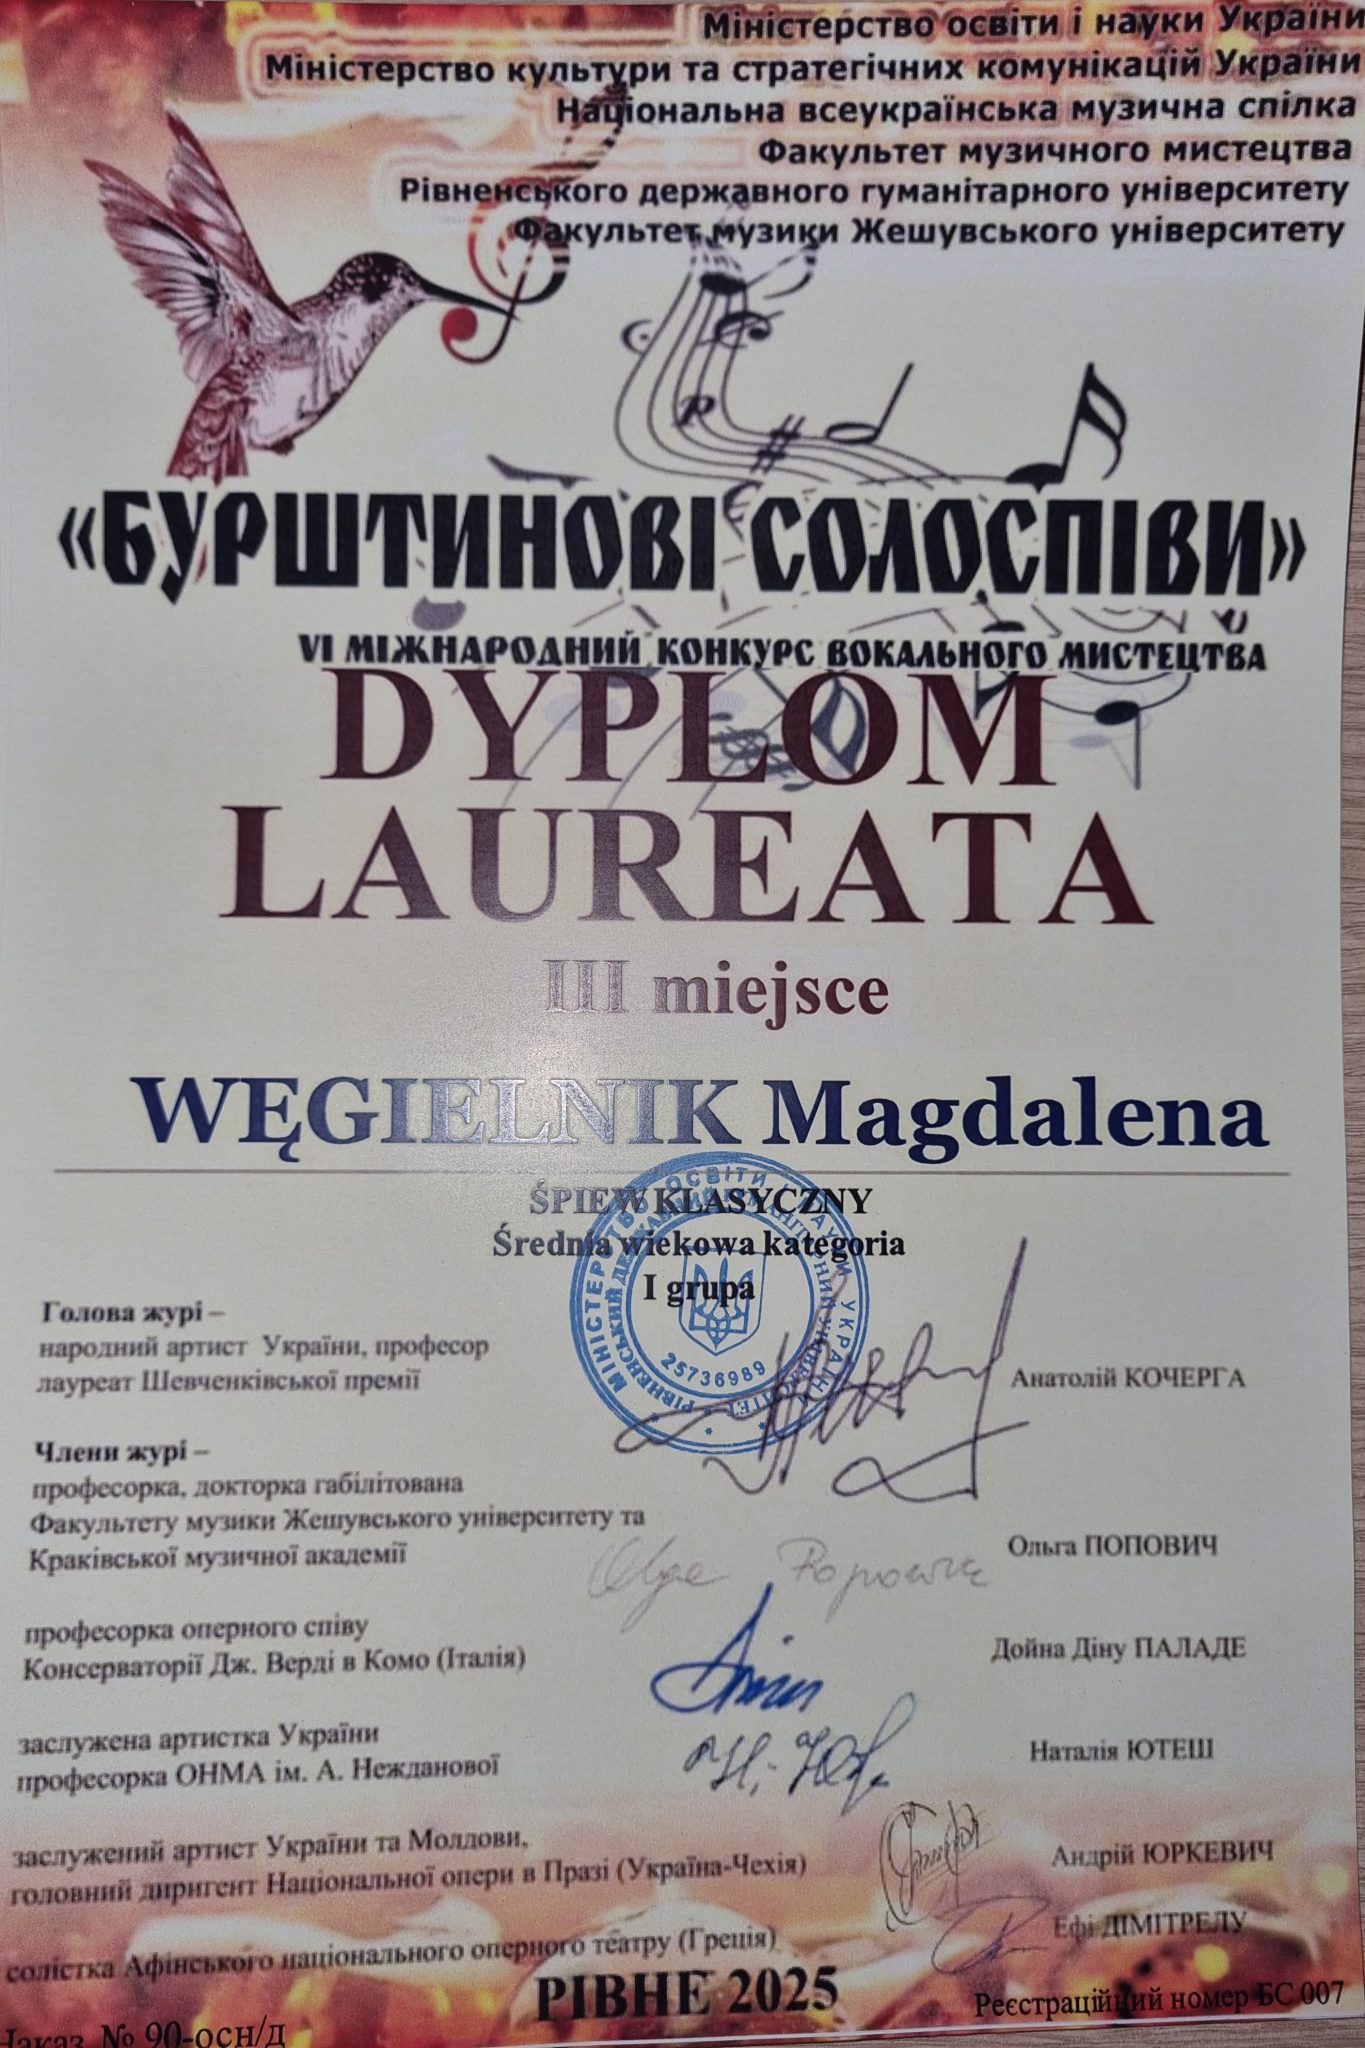 Міністерство освіти і науки України
Міністерство культури та стратегічних комунікацій України
Національна всеукраїнська музична спілка
Факультет музичного мистецтва
Рівненського державного гуманітарного університету
Факультет музики Жешувського університету
«БУРШТИНОВІ СОЛОСПІВИ»
VI МІЖНАРОДНИЙ КОНКУРС ВОКАЛЬНОГО МИСТЕЦТВА
DYPLOM
LAUREATA
III miejsce
WĘGIELNIK Magdalena
ŚPIEW KLASYCZNY
Średnia wiekowa kategoria
I grupa
25736989
Голова журі –
народний артист України, професор
лауреат Шевченківської премії
Анатолій КОЧЕРГА
Члени журі –
професорка, докторка габілітована
Факультету музики Жешувського університету та
Краківської музичної академії
Ольга ПОПОВИЧ
професорка оперного співу
Консерваторії Дж. Верді в Комо (Італія)
Дойна Діну ПАЛАДЕ
заслужена артистка України
професорка ОНМА ім. А. Нежданової
Наталія ЮТЕШ
заслужений артист України та Молдови,
головний диригент Національної опери в Празі (Україна-Чехія)
Андрій ЮРКЕВИЧ
солістка Афінського національного оперного театру (Греція)
Ефі ДІМІТРЕЛУ
РІВНЕ 2025
Реєстраційний номер БС 007
Наказ № 90-осн/д